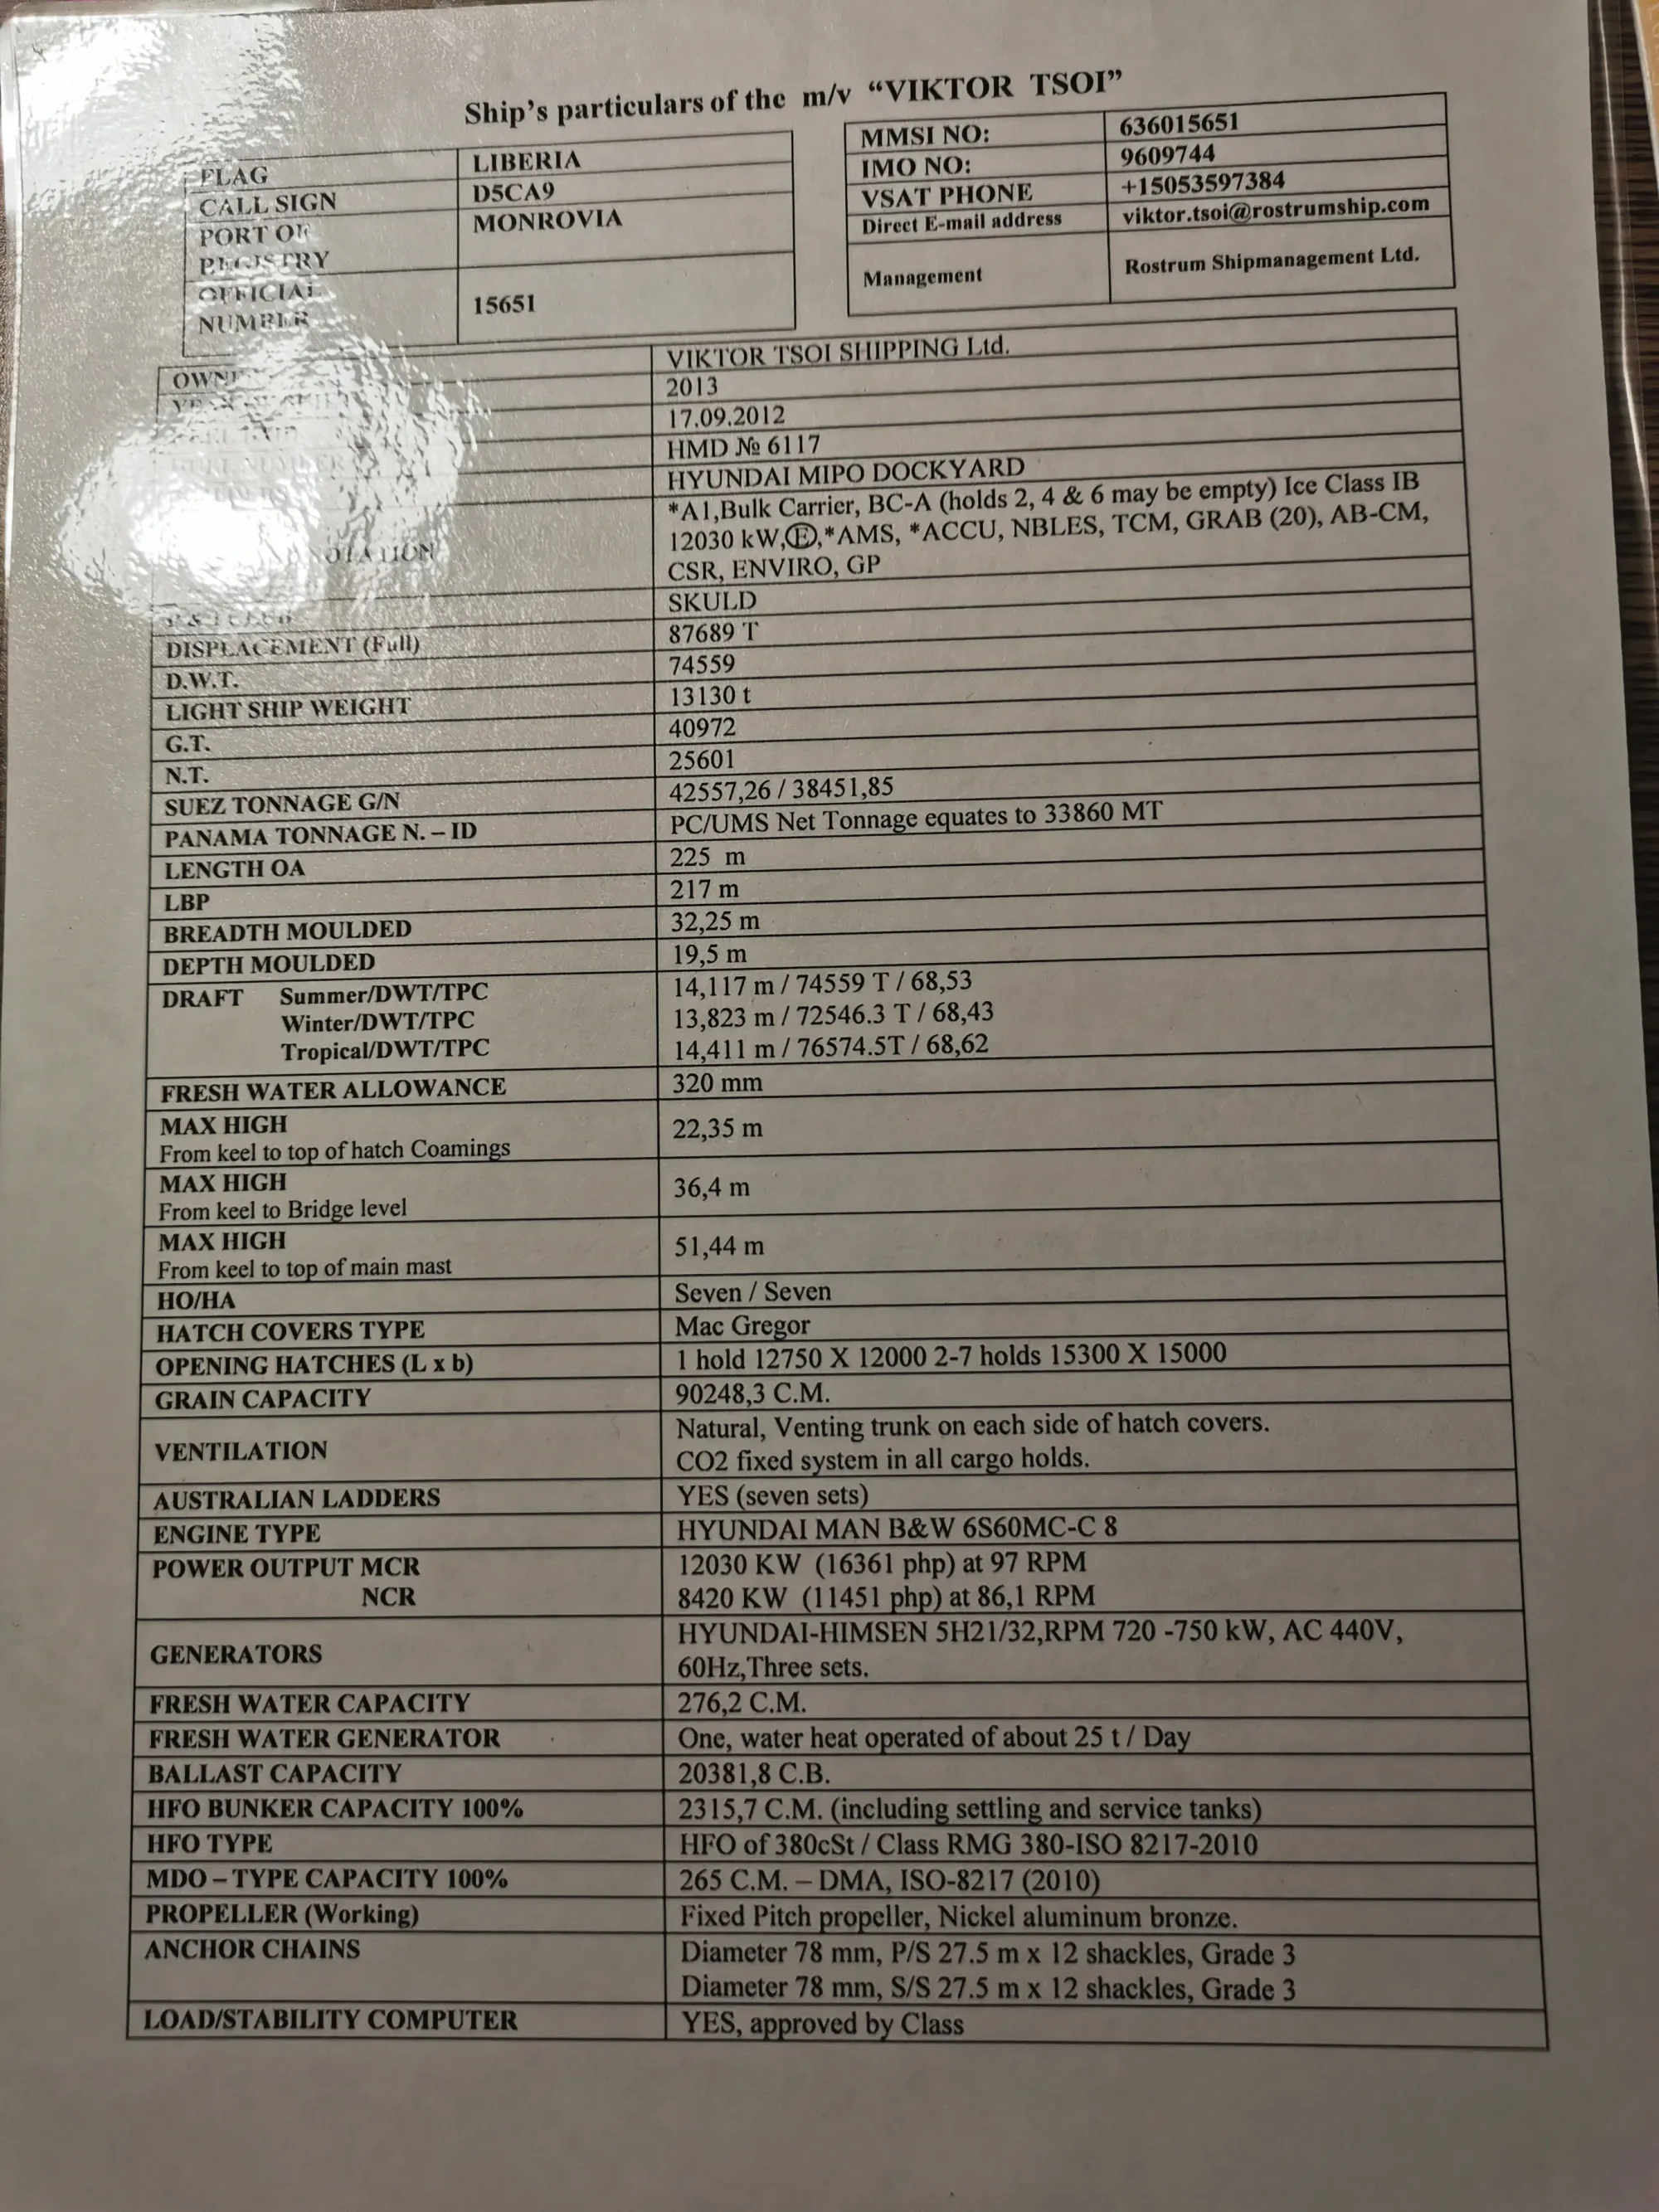 Ship's particulars of the m/v “VIKTOR TSOI”
FLAG LIBERIA
CALL SIGN D5CA9
PORT OF REGISTRY MONROVIA
OFFICIAL NUMBER 15651
MMSI NO: 636015651
IMO NO: 9609744
VSAT PHONE +15053597384
Direct E-mail address viktor.tsoi@rostrumship.com
Management Rostrum Shipmanagement Ltd.
VIKTOR TSOI SHIPPING Ltd.
2013
17.09.2012
NUMBER HMD № 6117
HYUNDAI MIPO DOCKYARD
*A1,Bulk Carrier, BC-A (holds 2, 4 & 6 may be empty) Ice Class IB
12030 kW,Ⓔ,*AMS, *ACCU, NBLES, TCM, GRAB (20), AB-CM,
CSR, ENVIRO, GP
SKULD
DISPLACEMENT (Full) 87689 T
D.W.T. 74559
LIGHT SHIP WEIGHT 13130 t
G.T. 40972
N.T. 25601
SUEZ TONNAGE G/N 42557,26 / 38451,85
PANAMA TONNAGE N. – ID PC/UMS Net Tonnage equates to 33860 MT
LENGTH OA 225 m
LBP 217 m
BREADTH MOULDED 32,25 m
DEPTH MOULDED 19,5 m
DRAFT Summer/DWT/TPC 14,117 m / 74559 T / 68,53
Winter/DWT/TPC 13,823 m / 72546.3 T / 68,43
Tropical/DWT/TPC 14,411 m / 76574.5T / 68,62
FRESH WATER ALLOWANCE 320 mm
MAX HIGH
From keel to top of hatch Coamings 22,35 m
MAX HIGH
From keel to Bridge level 36,4 m
MAX HIGH
From keel to top of main mast 51,44 m
HO/HA Seven / Seven
HATCH COVERS TYPE Mac Gregor
OPENING HATCHES (L x b) 1 hold 12750 X 12000 2-7 holds 15300 X 15000
GRAIN CAPACITY 90248,3 C.M.
VENTILATION Natural, Venting trunk on each side of hatch covers.
CO2 fixed system in all cargo holds.
AUSTRALIAN LADDERS YES (seven sets)
ENGINE TYPE HYUNDAI MAN B&W 6S60MC-C 8
POWER OUTPUT MCR 12030 KW (16361 php) at 97 RPM
NCR 8420 KW (11451 php) at 86,1 RPM
GENERATORS HYUNDAI-HIMSEN 5H21/32,RPM 720 -750 kW, AC 440V,
60Hz,Three sets.
FRESH WATER CAPACITY 276,2 C.M.
FRESH WATER GENERATOR One, water heat operated of about 25 t / Day
BALLAST CAPACITY 20381,8 C.B.
HFO BUNKER CAPACITY 100% 2315,7 C.M. (including settling and service tanks)
HFO TYPE HFO of 380cSt / Class RMG 380-ISO 8217-2010
MDO – TYPE CAPACITY 100% 265 C.M. – DMA, ISO-8217 (2010)
PROPELLER (Working) Fixed Pitch propeller, Nickel aluminum bronze.
ANCHOR CHAINS Diameter 78 mm, P/S 27.5 m x 12 shackles, Grade 3
Diameter 78 mm, S/S 27.5 m x 12 shackles, Grade 3
LOAD/STABILITY COMPUTER YES, approved by Class